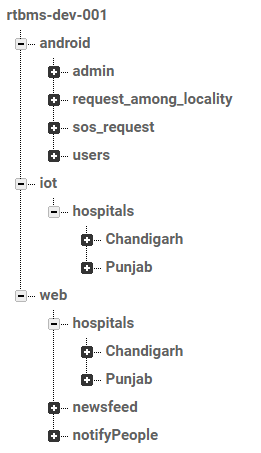 rtbms-dev-001
android
admin
request_among_locality
sos_request
users
iot
hospitals
Chandigarh
Punjab
web
hospitals
Chandigarh
Punjab
newsfeed
notifyPeople